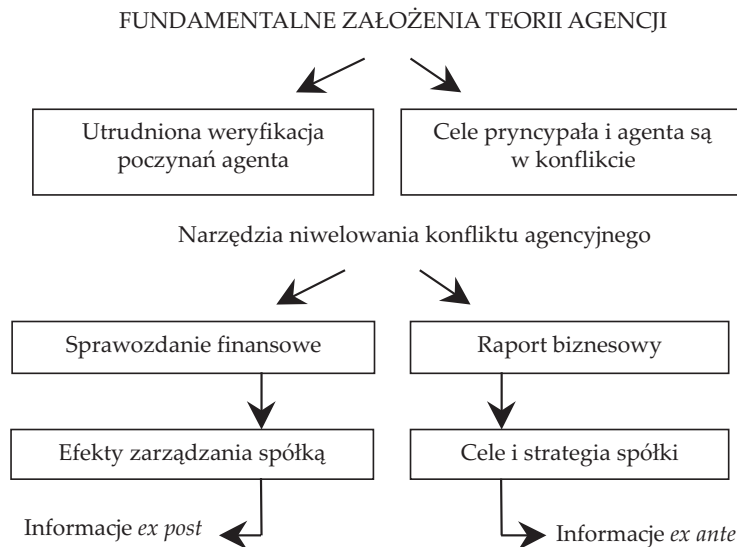 FUNDAMENTALNE ZAŁOŻENIA TEORII AGENCJI
Utrudniona weryfikacja
poczynań agenta
Cele pryncypała i agenta są
w konflikcie
Narzędzia niwelowania konfliktu agencyjnego
Sprawozdanie finansowe
Raport biznesowy
Efekty zarządzania spółką
Cele i strategia spółki
Informacje ex post
Informacje ex ante